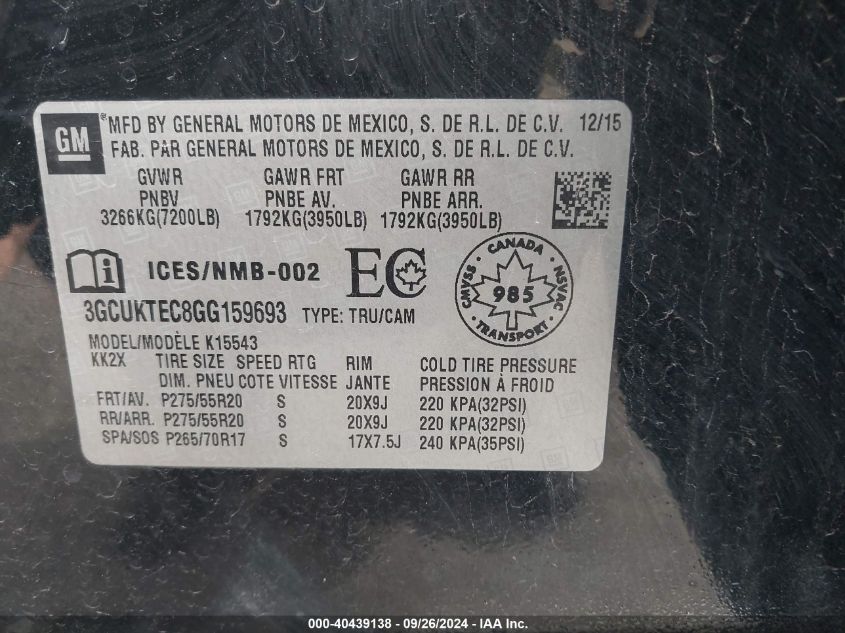 GM
MFD BY GENERAL MOTORS DE MEXICO, S. DE R.L. DE C.V. 12/15
FAB. PAR GENERAL MOTORS DE MEXICO, S. DE R.L. DE C.V.
GVWR GAWR FRT GAWR RR
PNBV PNBE AV. PNBE ARR.
3266KG(7200LB) 1792KG(3950LB) 1792KG(3950LB)
i ICES/NMB-002 EC
CANADA
CMVSS 985 NSVAC
TRANSPORT
3GCUKTEC8GG159693 TYPE: TRU/CAM
MODEL/MODÈLE K15543
KK2X TIRE SIZE SPEED RTG RIM COLD TIRE PRESSURE
DIM. PNEU COTE VITESSE JANTE PRESSION À FROID
FRT/AV. P275/55R20 S 20X9J 220 KPA(32PSI)
RR/ARR. P275/55R20 S 20X9J 220 KPA(32PSI)
SPA/SOS P265/70R17 S 17X7.5J 240 KPA(35PSI)
000-40439138 - 09/26/2024 - IAA Inc.